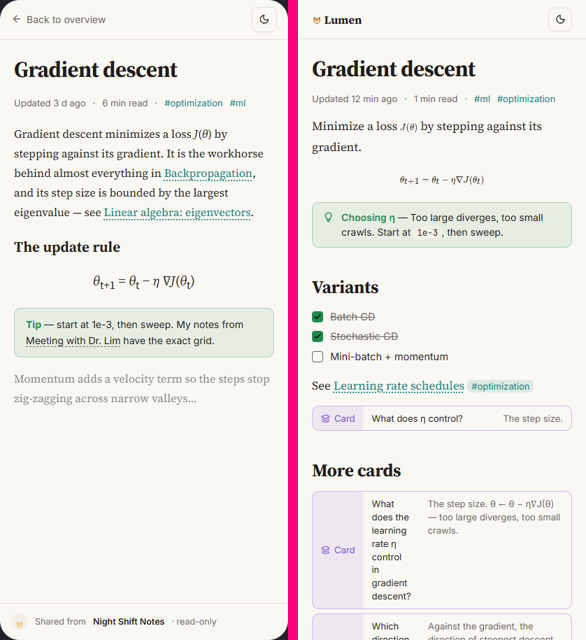 Back to overview
Gradient descent
Updated 3 d ago · 6 min read · #optimization #ml
Gradient descent minimizes a loss J(θ) by
stepping against its gradient. It is the workhorse
behind almost everything in Backpropagation,
and its step size is bounded by the largest
eigenvalue — see Linear algebra: eigenvectors.
The update rule
θt+1 = θt − η ∇J(θt)
Tip — start at 1e-3, then sweep. My notes from
Meeting with Dr. Lim have the exact grid.
Momentum adds a velocity term so the steps stop
zig-zagging across narrow valleys...
Shared from Night Shift Notes · read-only
Lumen
Gradient descent
Updated 12 min ago · 1 min read · #ml #optimization
Minimize a loss J(θ) by stepping against its
gradient.
θt+1 = θt − η∇J(θt)
Choosing η — Too large diverges, too small
crawls. Start at 1e-3, then sweep.
Variants
Batch GD
Stochastic GD
Mini-batch + momentum
See Learning rate schedules #optimization
Card What does η control? The step size.
More cards
Card
What
does the
learning
rate η
control
in
gradient
descent?
The step size. θ ← θ − η∇J(θ)
— too large diverges, too small
crawls.
Which
direction
Against the gradient, the
direction of steepest descent